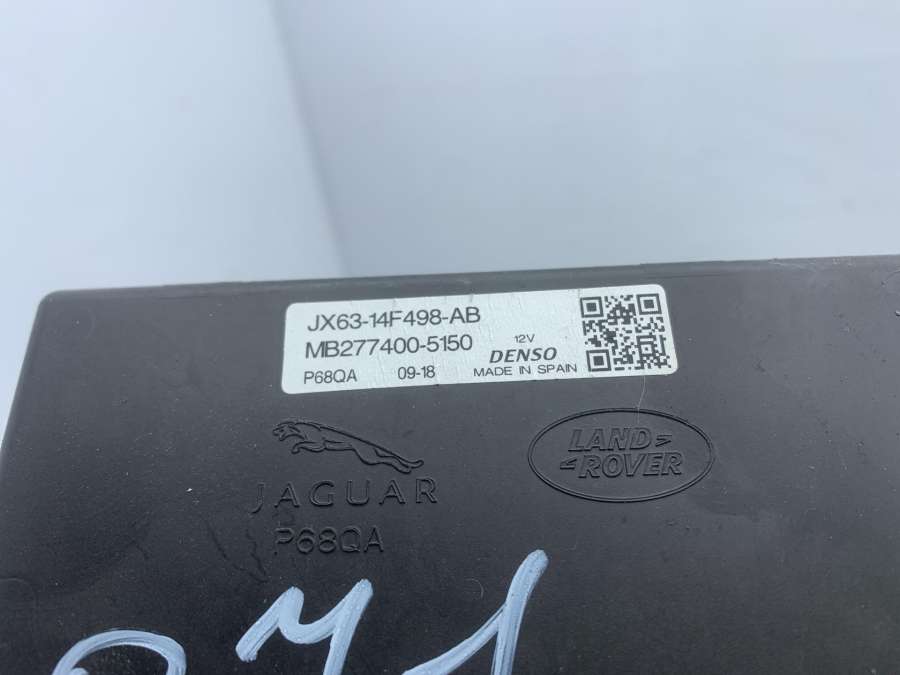 JX63-14F498-AB
MB277400-5150
12V
DENSO
P68QA 09-18 MADE IN SPAIN
JAGUAR
LAND
ROVER
P68QA